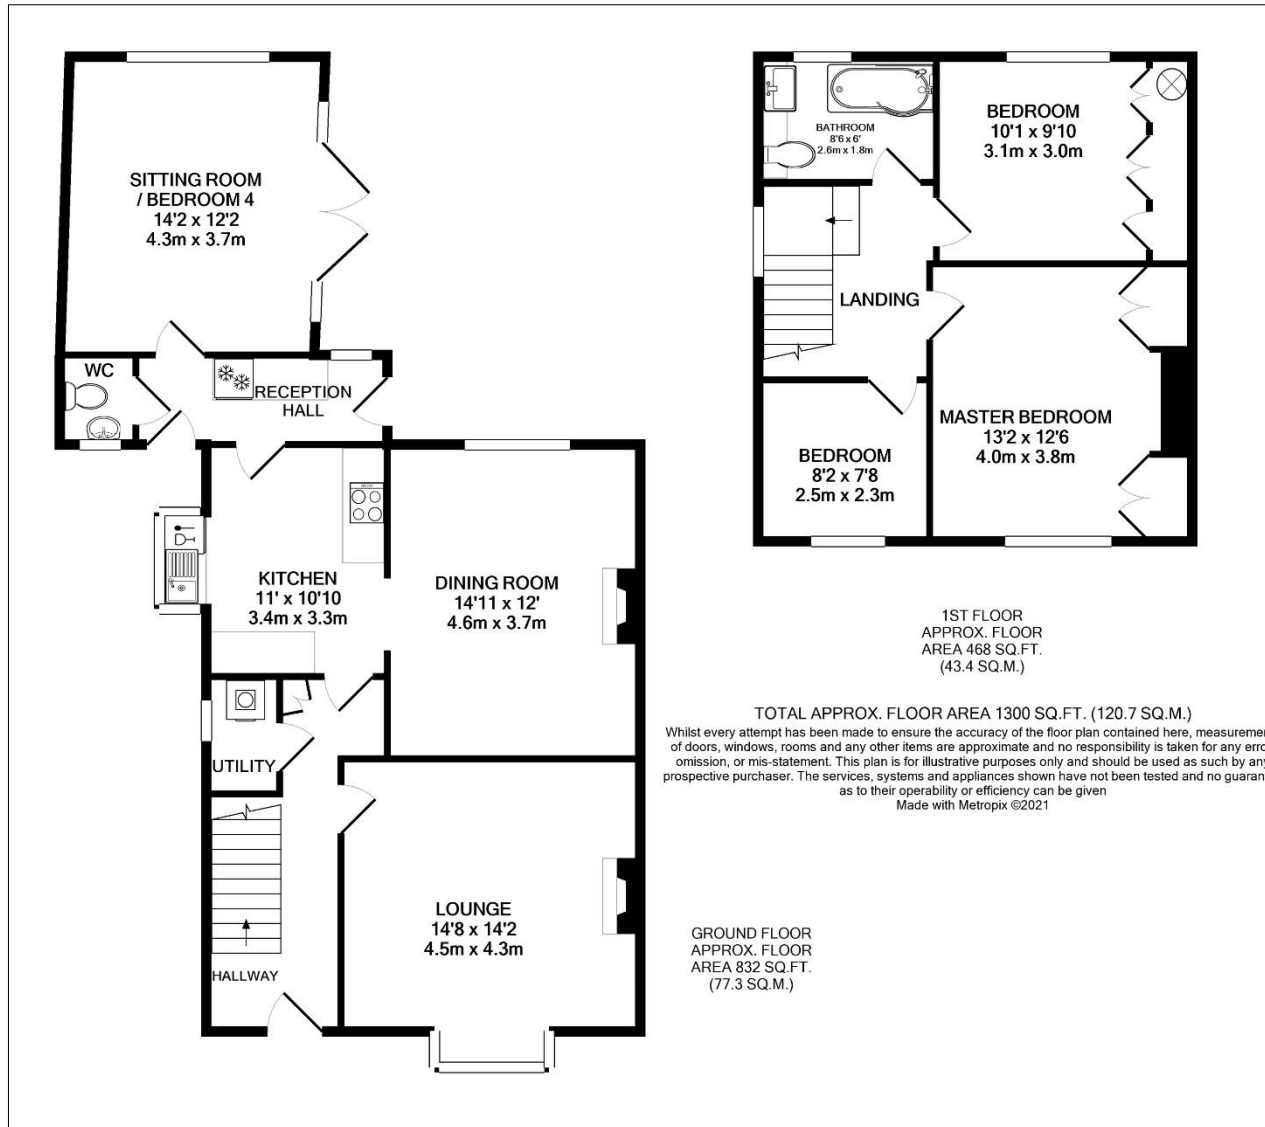 SITTING ROOM
/ BEDROOM 4
14'2 x 12'2
4.3m x 3.7m
WC
RECEPTION
HALL
KITCHEN
11' x 10'10
3.4m x 3.3m
DINING ROOM
14'11 x 12'
4.6m x 3.7m
UTILITY
LOUNGE
14'8 x 14'2
4.5m x 4.3m
HALLWAY
GROUND FLOOR
APPROX. FLOOR
AREA 832 SQ.FT.
(77.3 SQ.M.)
BATHROOM
8'6 x 6'
2.6m x 1.8m
BEDROOM
10'1 x 9'10
3.1m x 3.0m
LANDING
MASTER BEDROOM
13'2 x 12'6
4.0m x 3.8m
BEDROOM
8'2 x 7'8
2.5m x 2.3m
1ST FLOOR
APPROX. FLOOR
AREA 468 SQ.FT.
(43.4 SQ.M.)
TOTAL APPROX. FLOOR AREA 1300 SQ.FT. (120.7 SQ.M.)
Whilst every attempt has been made to ensure the accuracy of the floor plan contained here, measureme
of doors, windows, rooms and any other items are approximate and no responsibility is taken for any erro
omission, or mis-statement. This plan is for illustrative purposes only and should be used as such by any
prospective purchaser. The services, systems and appliances shown have not been tested and no guaran
as to their operability or efficiency can be given
Made with Metropix ©2021